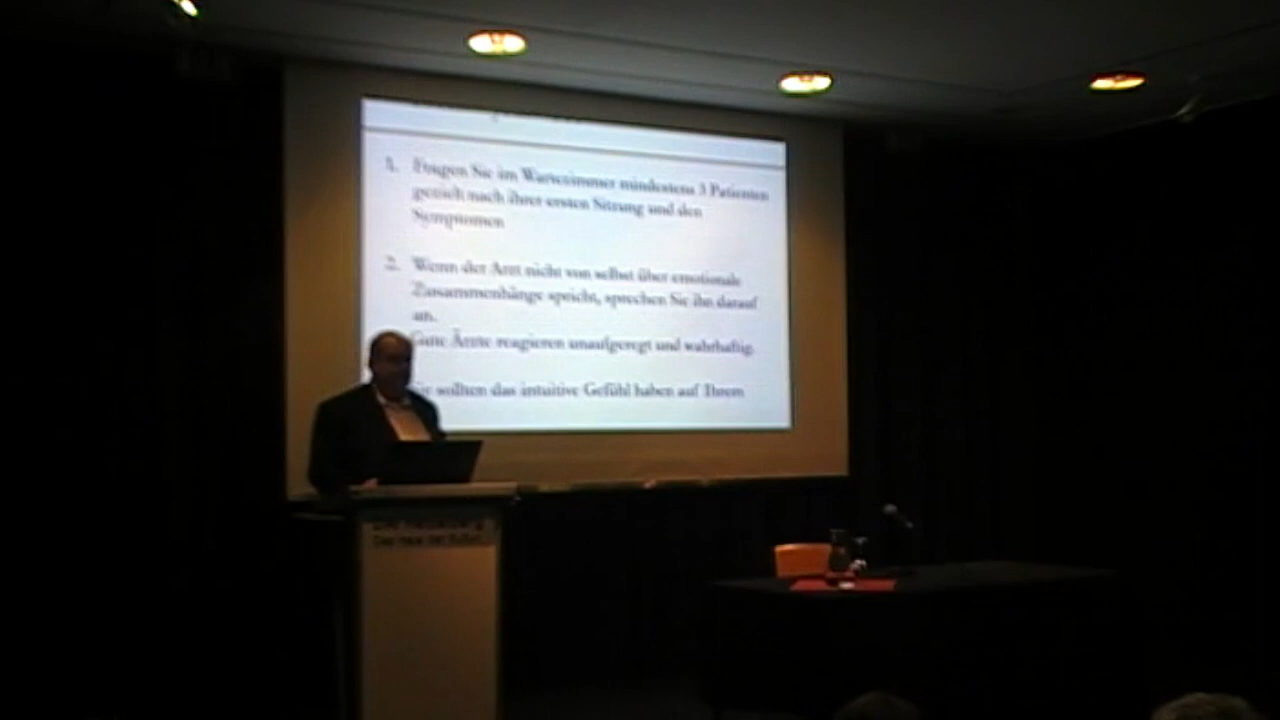 1. Fragen Sie im Wartezimmer mindestens 3 Patienten
gezielt nach ihrer ersten Sitzung und den
Symptomen
2. Wenn der Arzt nicht von selbst über emotionale
Zusammenhänge spricht, sprechen Sie ihn darauf
an.
Gute Ärzte reagieren unaufgeregt und wahrhaftig.
Sie sollten das intuitive Gefühl haben auf Ihrem